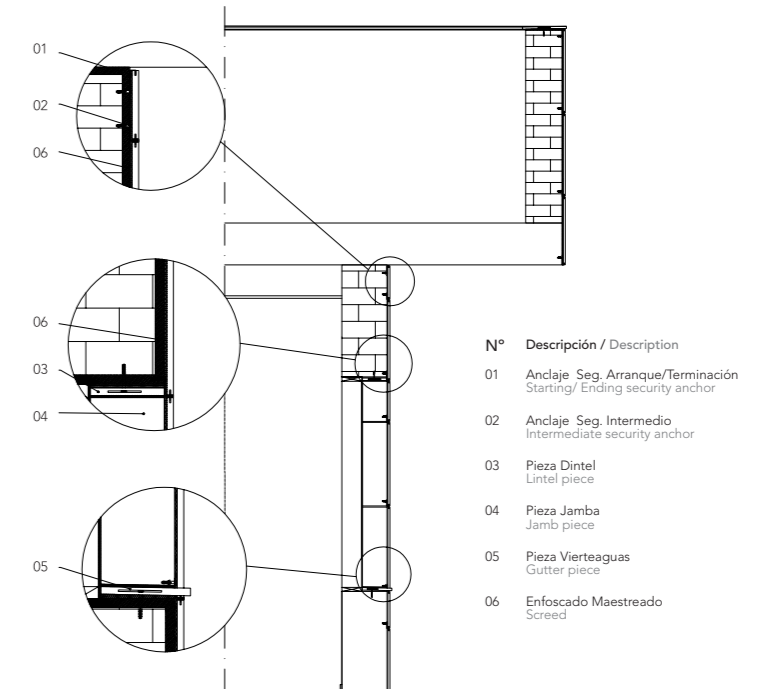 01
02
06
06
03
04
05
Nº Descripción / Description
01 Anclaje Seg. Arranque/Terminación
Starting/ Ending security anchor
02 Anclaje Seg. Intermedio
Intermediate security anchor
03 Pieza Dintel
Lintel piece
04 Pieza Jamba
Jamb piece
05 Pieza Vierteaguas
Gutter piece
06 Enfoscado Maestreado
Screed